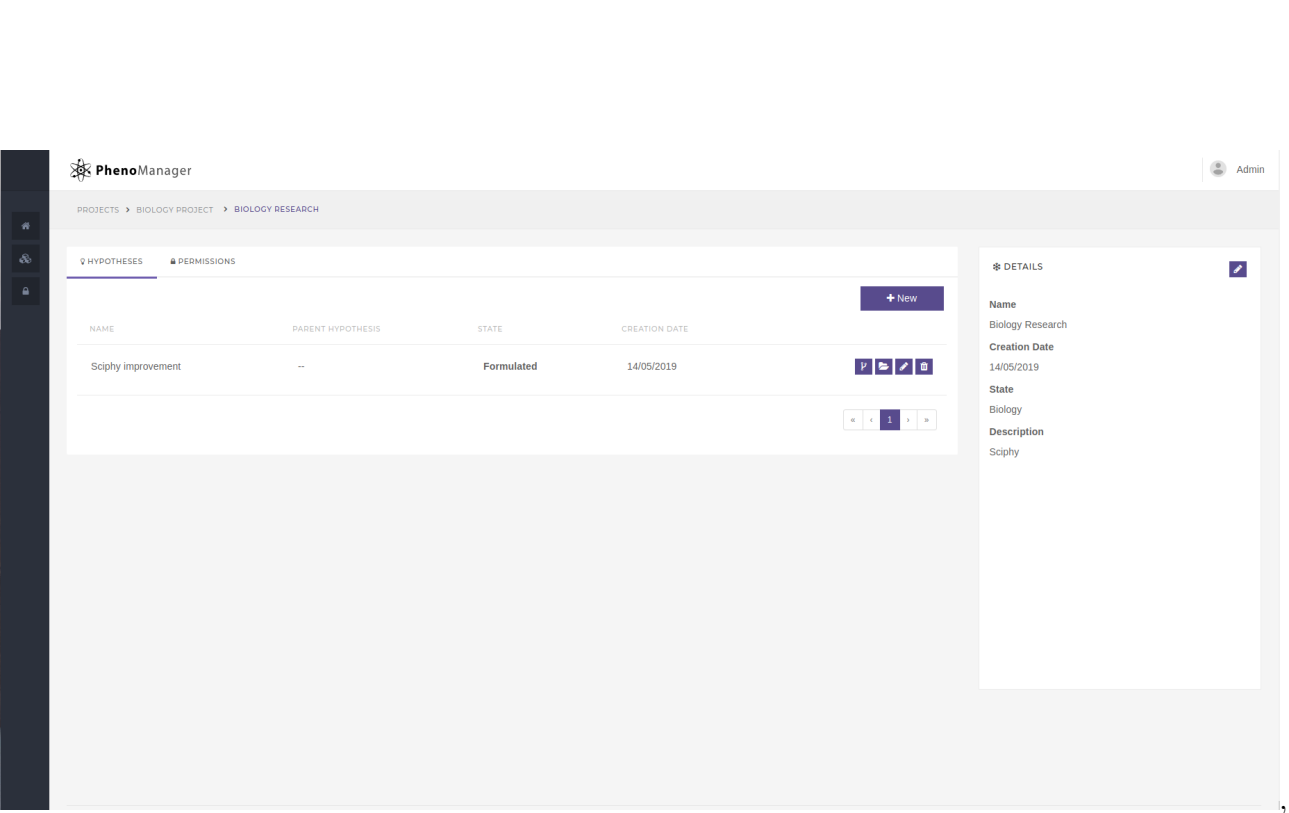 PhenoManager
Admin
PROJECTS > BIOLOGY PROJECT > BIOLOGY RESEARCH
HYPOTHESES PERMISSIONS
+ New
NAME PARENT HYPOTHESIS STATE CREATION DATE
Sciphy improvement -- Formulated 14/05/2019
« ‹ 1 › »
DETAILS
Name
Biology Research
Creation Date
14/05/2019
State
Biology
Description
Sciphy
,